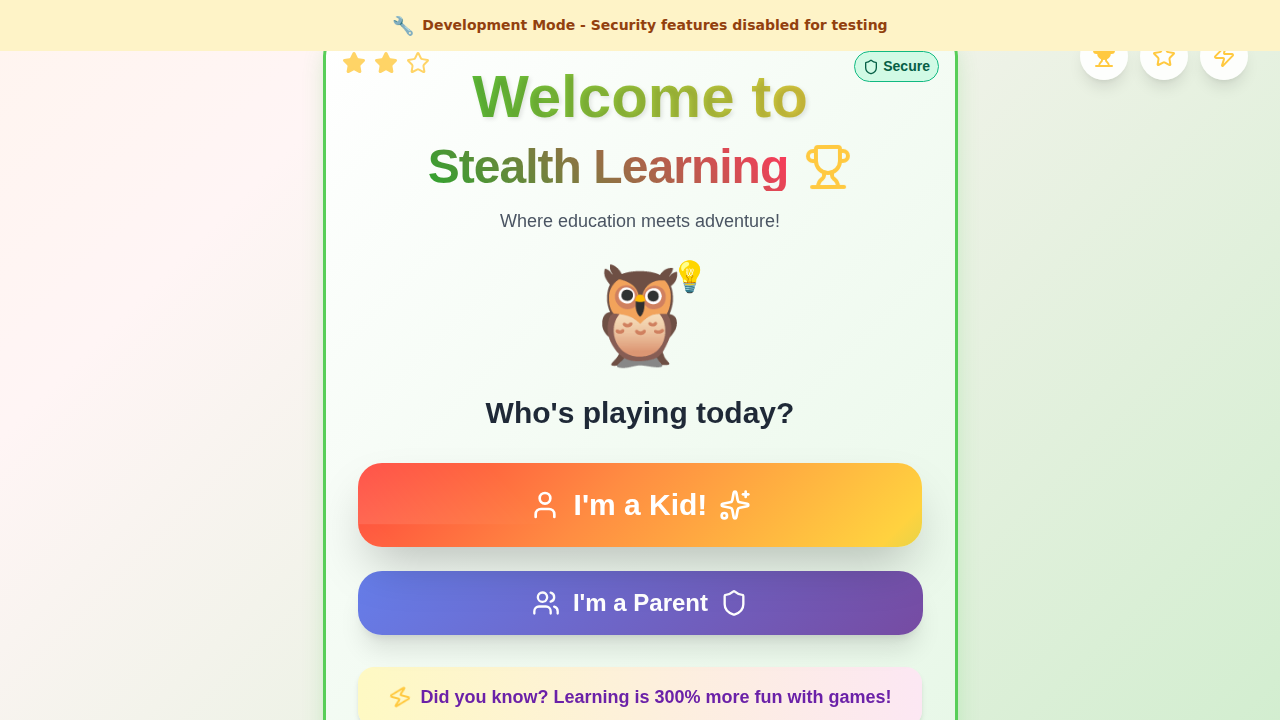 Development Mode - Security features disabled for testing
Secure
Welcome to
Stealth Learning
Where education meets adventure!
Who's playing today?
I'm a Kid!
I'm a Parent
Did you know? Learning is 300% more fun with games!